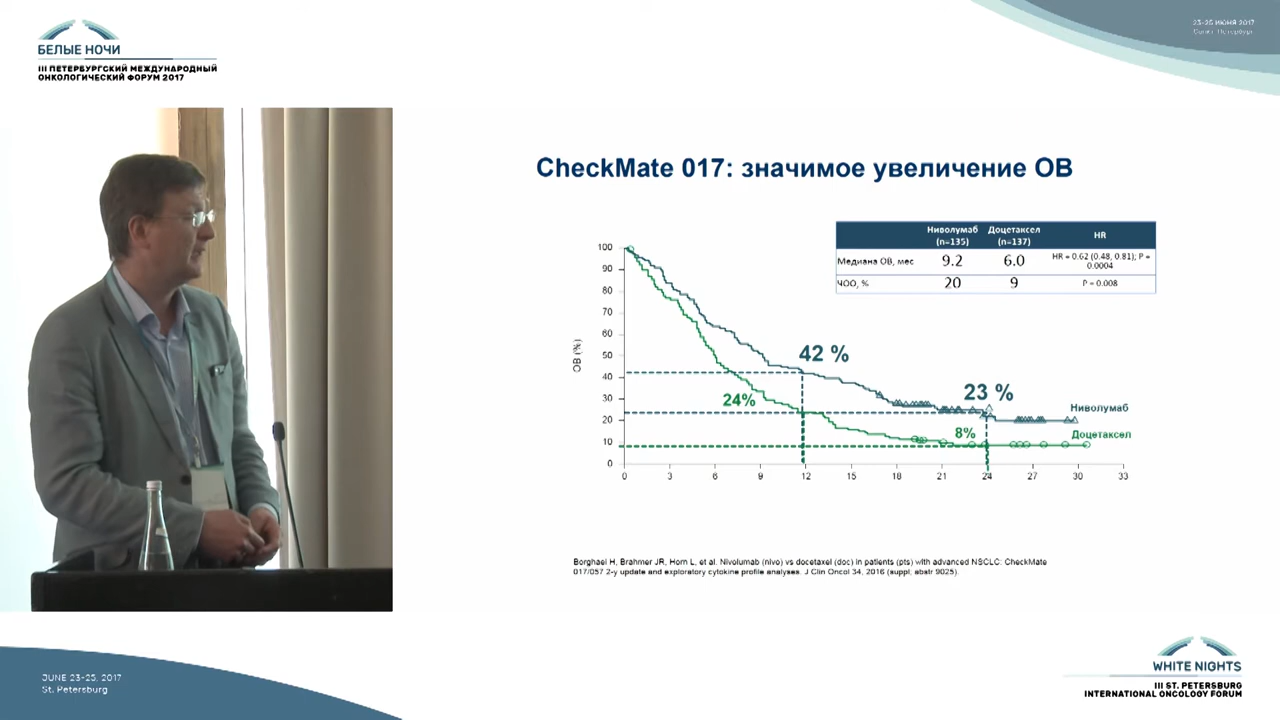 БЕЛЫЕ НОЧИ
III ПЕТЕРБУРГСКИЙ МЕЖДУНАРОДНЫЙ
ОНКОЛОГИЧЕСКИЙ ФОРУМ 2017
23-25 ИЮНЯ 2017
Санкт-Петербург
CheckMate 017: значимое увеличение ОВ
Ниволумаб (n=135) Доцетаксел (n=137) HR
Медиана ОВ, мес 9.2 6.0 HR = 0.62 (0.48, 0.81); P = 0.0004
ЧОО, % 20 9 P = 0.008
ОВ (%)
100
90
80
70
60
50
40
30
20
10
0
42 %
24%
23 %
8%
Ниволумаб
Доцетаксел
0 3 6 9 12 15 18 21 24 27 30 33
Borghaei H, Brahmer JR, Horn L, et al. Nivolumab (nivo) vs docetaxel (doc) in patients (pts) with advanced NSCLC: CheckMate
017/057 2-y update and exploratory cytokine profile analyses. J Clin Oncol 34, 2016 (suppl; abstr 9025).
JUNE 23-25, 2017
St. Petersburg
WHITE NIGHTS
III ST. PETERSBURG
INTERNATIONAL ONCOLOGY FORUM